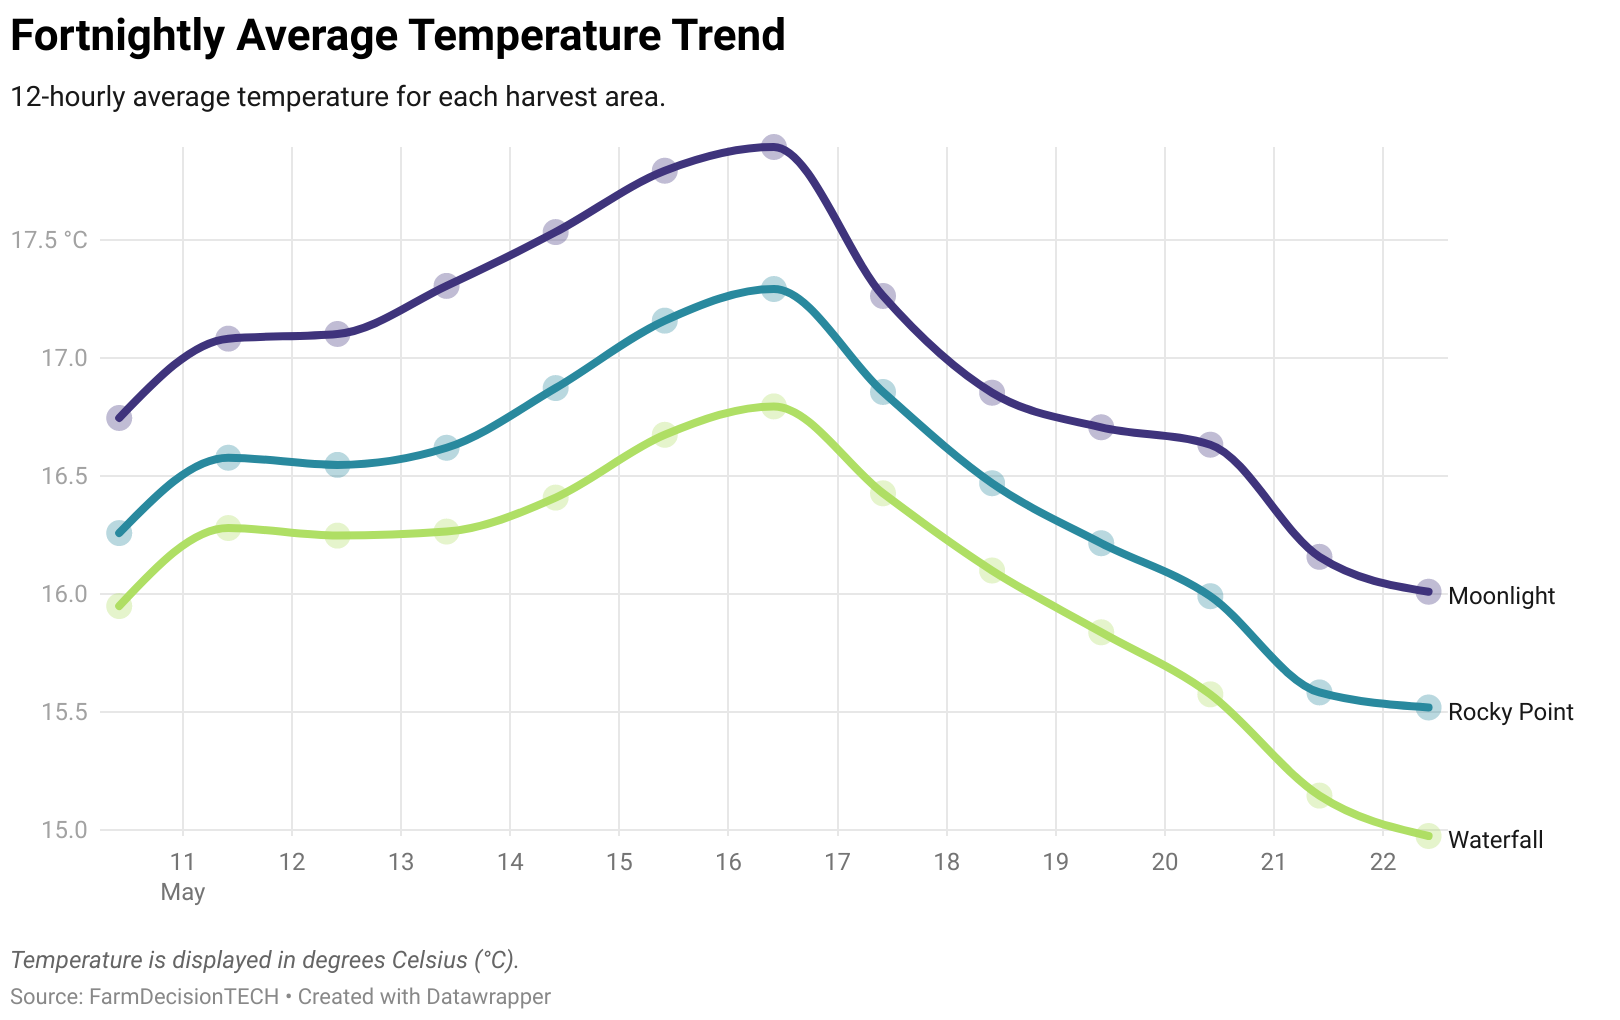 Fortnightly Average Temperature Trend
12-hourly average temperature for each harvest area.
17.5 °C
17.0
16.5
16.0
15.5
15.0
Moonlight
Rocky Point
Waterfall
11 12 13 14 15 16 17 18 19 20 21 22
May
Temperature is displayed in degrees Celsius (°C).
Source: FarmDecisionTECH • Created with Datawrapper